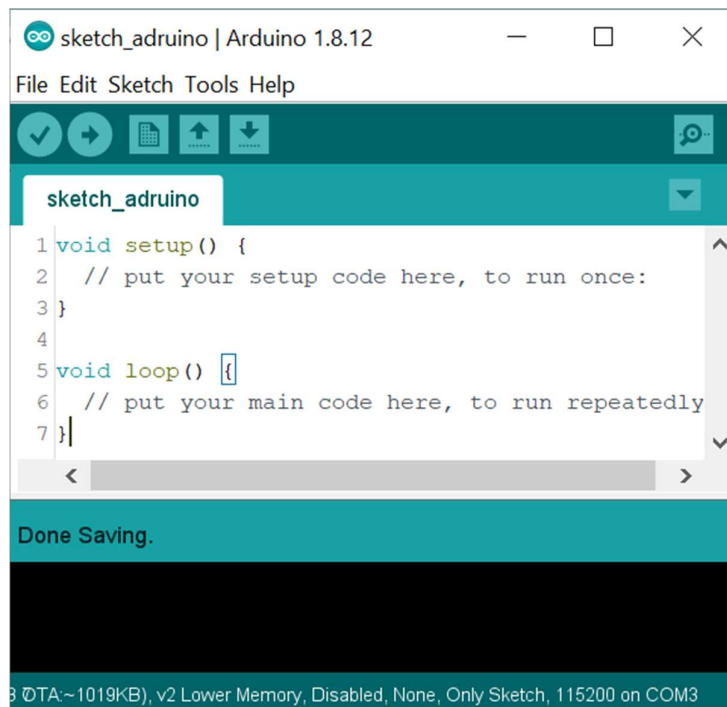 sketch_adruino | Arduino 1.8.12
File Edit Sketch Tools Help
sketch_adruino
1 void setup() {
2 // put your setup code here, to run once:
3 }
4
5 void loop() {
6 // put your main code here, to run repeatedly
7 }
Done Saving.
OTA:~1019KB), v2 Lower Memory, Disabled, None, Only Sketch, 115200 on COM3